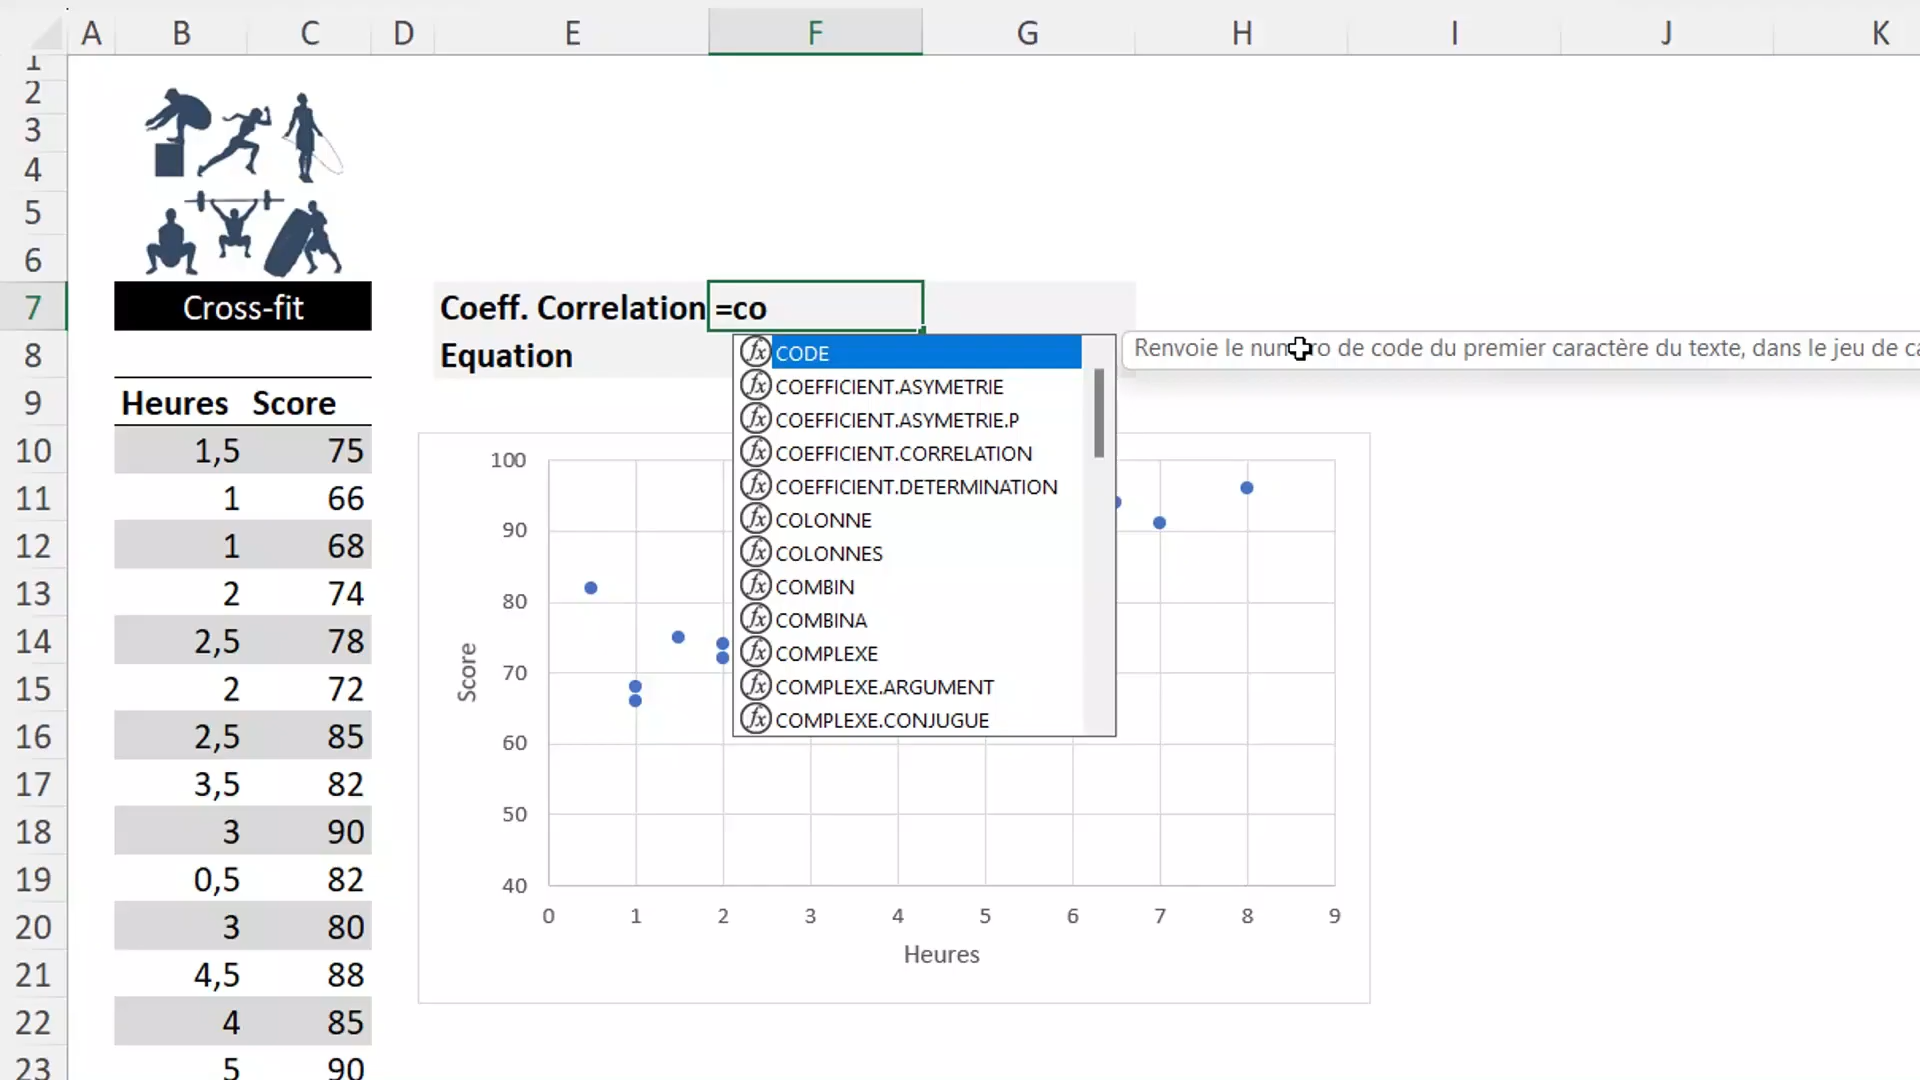 A B C D E F G H I J K
1
2
3
4
5
6
7 Cross-fit Coeff. Correlation =co
8 Equation
CODE
Renvoie le numéro de code du premier caractère du texte, dans le jeu de ca
COEFFICIENT.ASYMETRIE
COEFFICIENT.ASYMETRIE.P
COEFFICIENT.CORRELATION
COEFFICIENT.DETERMINATION
COLONNE
COLONNES
COMBIN
COMBINA
COMPLEXE
COMPLEXE.ARGUMENT
COMPLEXE.CONJUGUE
9 Heures Score
10 1,5 75
11 1 66
12 1 68
13 2 74
14 2,5 78
15 2 72
16 2,5 85
17 3,5 82
18 3 90
19 0,5 82
20 3 80
21 4,5 88
22 4 85
23 5 90
100
90
80
70
60
50
40
Score
0 1 2 3 4 5 6 7 8 9
Heures